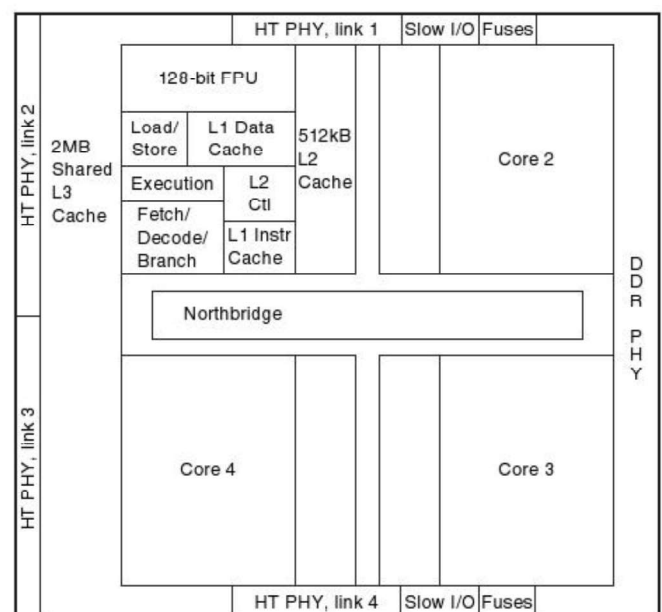 HT PHY, link 1
Slow I/O
Fuses
HT PHY, link 2
2MB
Shared
L3
Cache
128-bit FPU
Load/
Store
L1 Data
Cache
512kB
L2
Cache
Execution
L2
Ctl
Fetch/
Decode/
Branch
L1 Instr
Cache
Core 2
Northbridge
DDR PHY
HT PHY, link 3
Core 4
Core 3
HT PHY, link 4
Slow I/O
Fuses